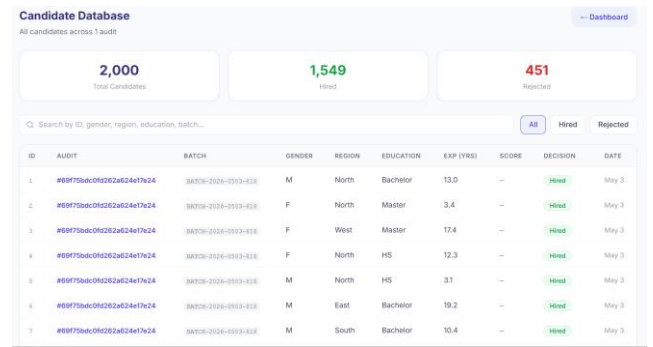 Candidate Database
← Dashboard
All candidates across 1 audit
2,000
Total Candidates
1,549
Hired
451
Rejected
Search by ID, gender, region, education, batch...
All Hired Rejected
ID AUDIT BATCH GENDER REGION EDUCATION EXP (YRS) SCORE DECISION DATE
1 #69f75bdc0fd262a624e17e24 BATCH-2026-0503-818 M North Bachelor 13.0 — Hired May 3
2 #69f75bdc0fd262a624e17e24 BATCH-2026-0503-818 F North Master 3.4 — Hired May 3
3 #69f75bdc0fd262a624e17e24 BATCH-2026-0503-818 F West Master 17.4 — Hired May 3
4 #69f75bdc0fd262a624e17e24 BATCH-2026-0503-818 F North HS 12.3 — Hired May 3
5 #69f75bdc0fd262a624e17e24 BATCH-2026-0503-818 M North HS 3.1 — Hired May 3
6 #69f75bdc0fd262a624e17e24 BATCH-2026-0503-818 M East Bachelor 19.2 — Hired May 3
7 #69f75bdc0fd262a624e17e24 BATCH-2026-0503-818 M South Bachelor 10.4 — Hired May 3